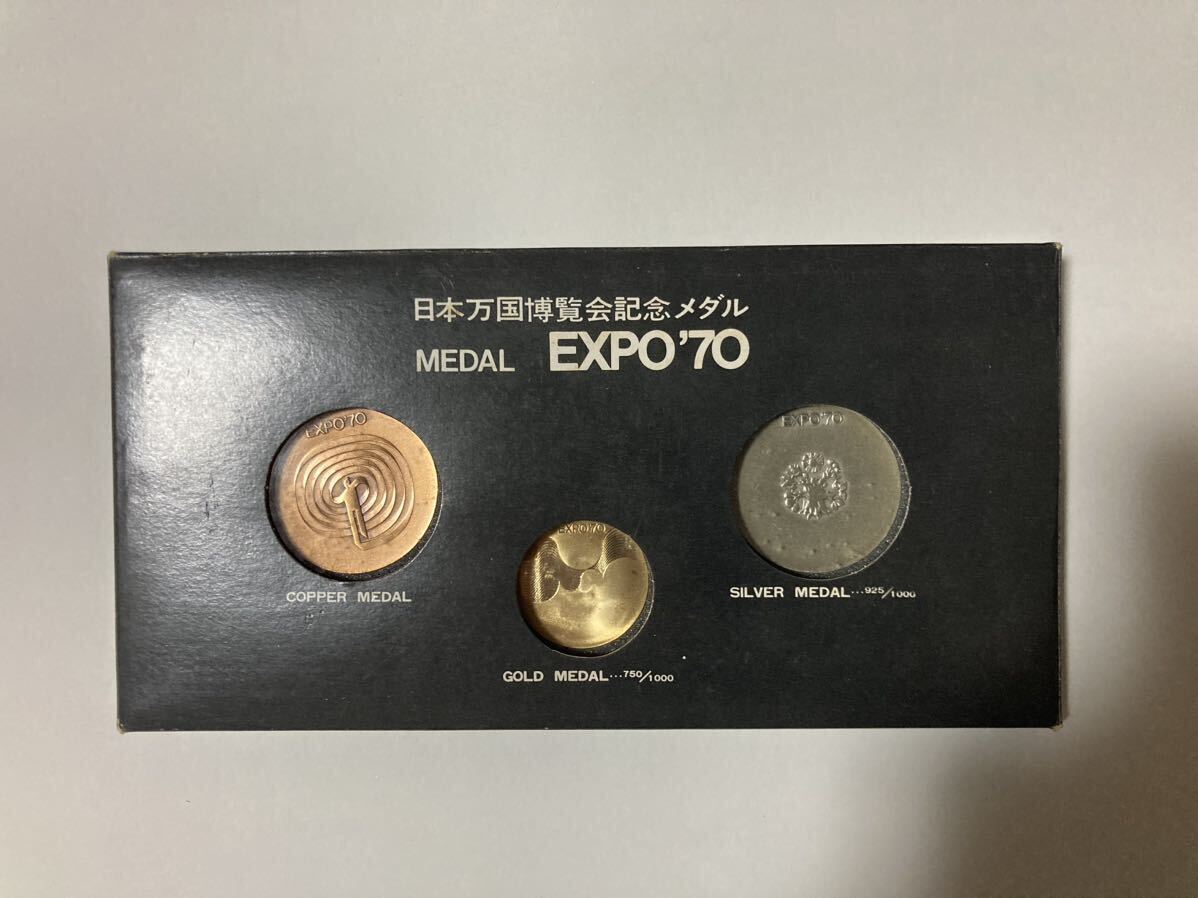 日本万国博覧会記念メダル
MEDAL EXPO'70
EXPO'70
COPPER MEDAL
EXPO'70
GOLD MEDAL...750/1000
EXPO'70
SILVER MEDAL...925/1000